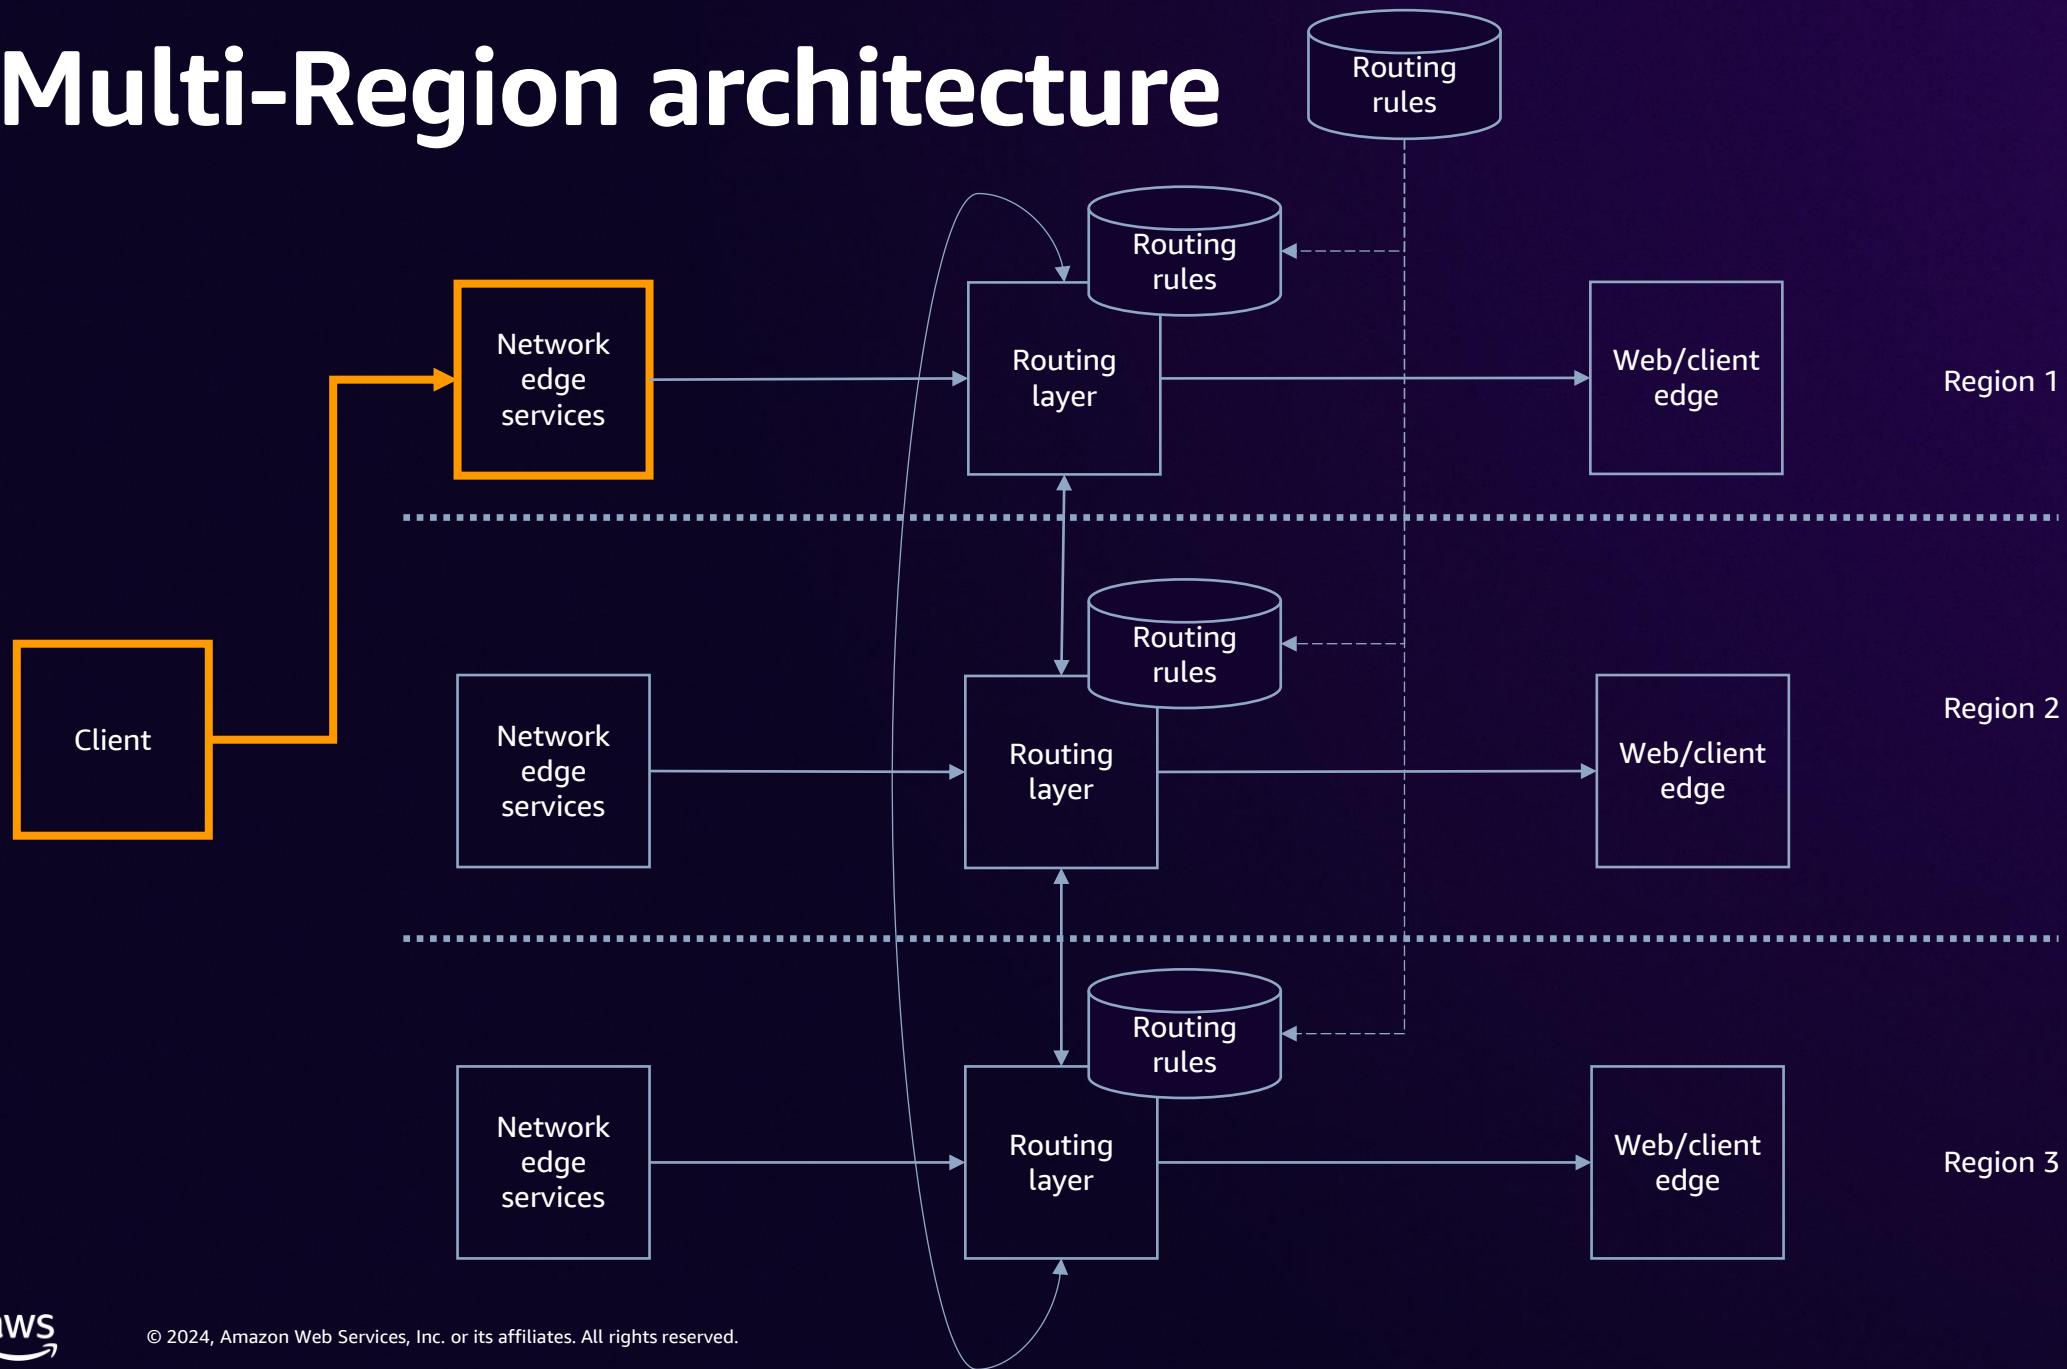 Multi-Region architecture
Routing
rules
Routing
rules
Network
edge
services
Routing
layer
Web/client
edge
Region 1
Routing
rules
Client
Network
edge
services
Routing
layer
Web/client
edge
Region 2
Routing
rules
Network
edge
services
Routing
layer
Web/client
edge
Region 3
aws
© 2024, Amazon Web Services, Inc. or its affiliates. All rights reserved.